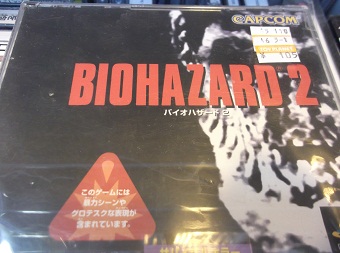 CAPCOM
BIOHAZARD 2
バイオハザード 2
このゲームには
暴力シーンや
グロテスクな表現が
含まれています。